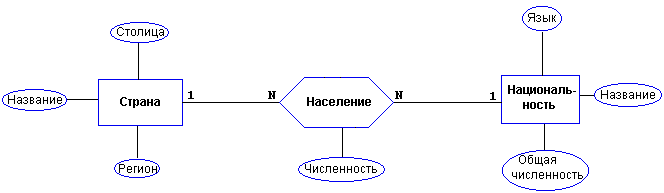 Столица
Название
Страна
Регион
1
N
Население
Численность
N
1
Язык
Националь-
ность
Название
Общая
численность